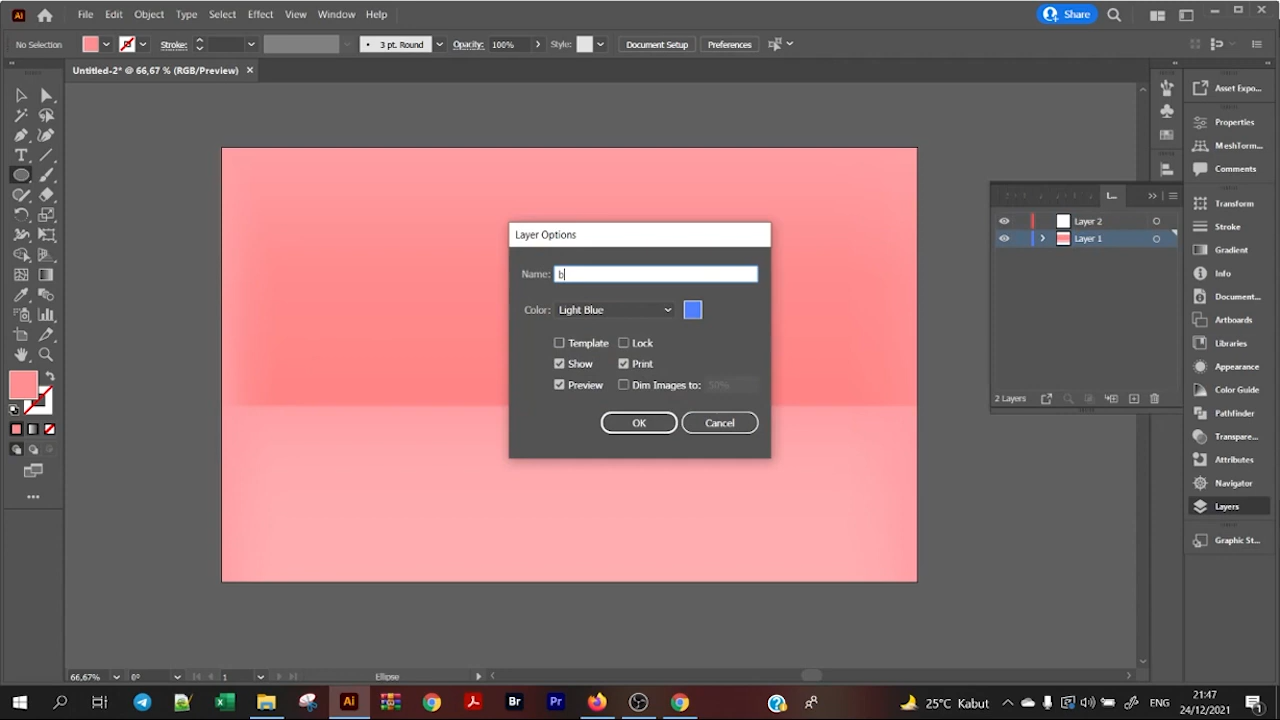 Ai File Edit Object Type Select Effect View Window Help Share
No Selection Stroke: 3 pt. Round Opacity: 100% Style: Document Setup Preferences
Untitled-2* @ 66,67 % (RGB/Preview) ×
Asset Expo...
Properties
MeshTorm...
Comments
Transform
Stroke
Gradient
Info
Document...
Artboards
Libraries
Appearance
Color Guide
Pathfinder
Transpare...
Attributes
Navigator
Layers
Graphic St...
Layer 2
Layer 1
2 Layers
Layer Options
Name: b
Color: Light Blue
Template Lock
Show Print
Preview Dim Images to: 50%
OK Cancel
66,67% 0° 1 Ellipse
Ai Br Pr 25°C Kabut ENG 21:47
24/12/2021